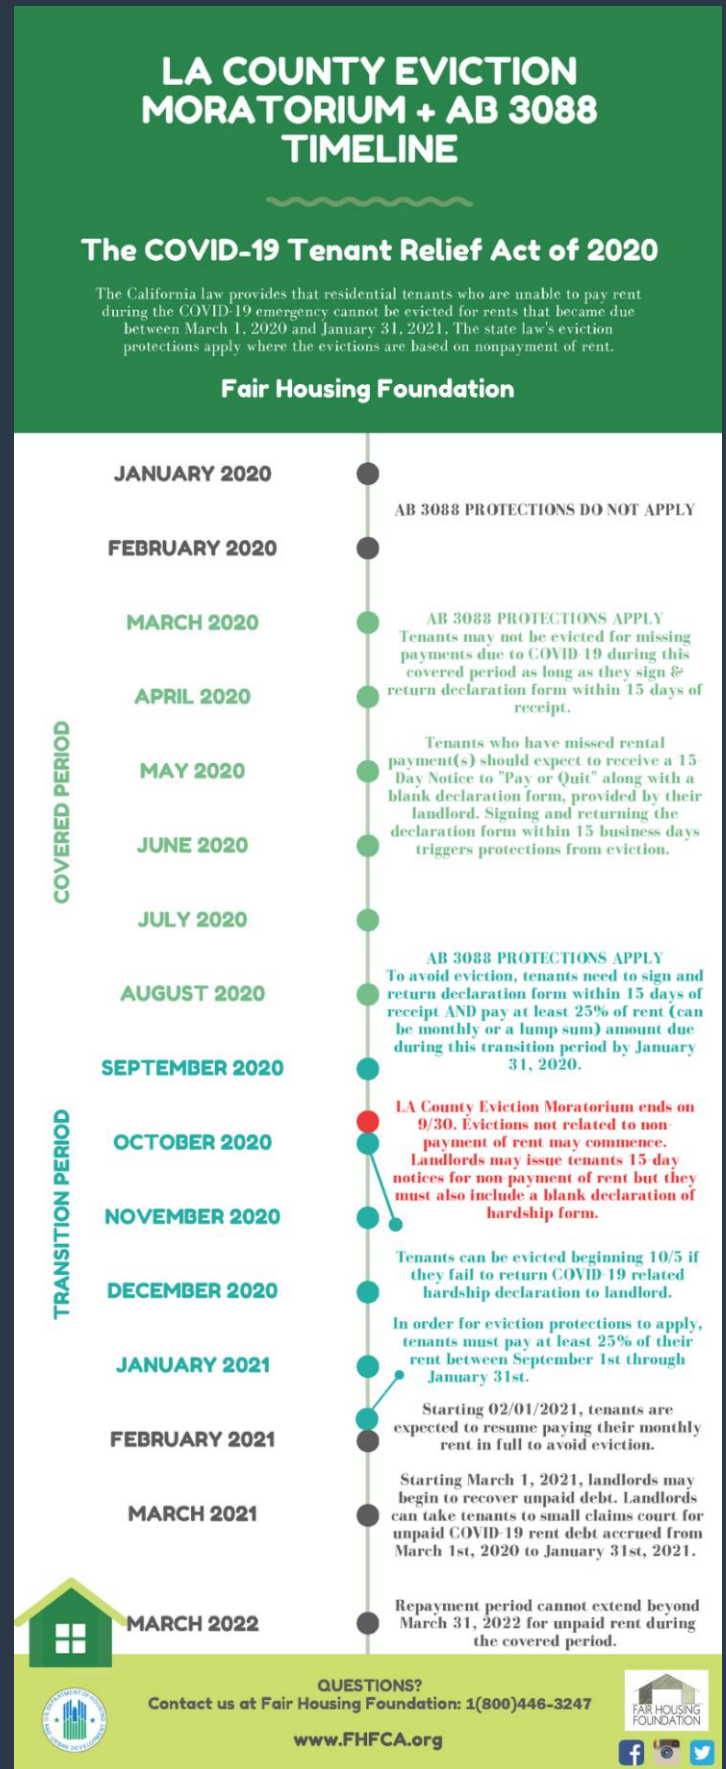 LA COUNTY EVICTION
MORATORIUM + AB 3088
TIMELINE
The COVID-19 Tenant Relief Act of 2020
The California law provides that residential tenants who are unable to pay rent
during the COVID-19 emergency cannot be evicted for rents that became due
between March 1, 2020 and January 31, 2021, The state law's eviction
protections apply where the evictions are based on nonpayment of rent.
Fair Housing Foundation
JANUARY 2020
AB 3088 PROTECTIONS DO NOT APPLY
FEBRUARY 2020
COVERED PERIOD
MARCH 2020
APRIL 2020
MAY 2020
JUNE 2020
JULY 2020
AUGUST 2020
AB 3088 PROTECTIONS APPLY
Tenants may not be evicted for missing
payments due to COVID-19 during this
covered period as long as they sign &
return declaration form within 15 days of
receipt.
Tenants who have missed rental
payment(s) should expect to receive a 15-
Day Notice to "Pay or Quit" along with a
blank declaration form, provided by their
landlord. Signing and returning the
declaration form within 15 business days
triggers protections from eviction.
TRANSITION PERIOD
SEPTEMBER 2020
OCTOBER 2020
NOVEMBER 2020
DECEMBER 2020
JANUARY 2021
AB 3088 PROTECTIONS APPLY
To avoid eviction, tenants need to sign and
return declaration form within 15 days of
receipt AND pay at least 25% of rent (can
be monthly or a lump sum) amount due
during this transition period by January
31, 2020.
LA County Eviction Moratorium ends on
9/30. Evictions not related to non-
payment of rent may commence.
Landlords may issue tenants 15-day
notices for non-payment of rent but they
must also include a blank declaration of
hardship form.
Tenants can be evicted beginning 10/5 if
they fail to return COVID-19 related
hardship declaration to landlord.
In order for eviction protections to apply,
tenants must pay at least 25% of their
rent between September 1st through
January 31st.
FEBRUARY 2021
Starting 02/01/2021, tenants are
expected to resume paying their monthly
rent in full to avoid eviction.
MARCH 2021
Starting March 1, 2021, landlords may
begin to recover unpaid debt. Landlords
can take tenants to small claims court for
unpaid COVID-19 rent debt accrued from
March 1st, 2020 to January 31st, 2021.
MARCH 2022
Repayment period cannot extend beyond
March 31, 2022 for unpaid rent during
the covered period.
QUESTIONS?
Contact us at Fair Housing Foundation: 1(800)446-3247
www.FHFCA.org
U.S. DEPARTMENT OF HOUSING
AND URBAN DEVELOPMENT
FAIR HOUSING
FOUNDATION